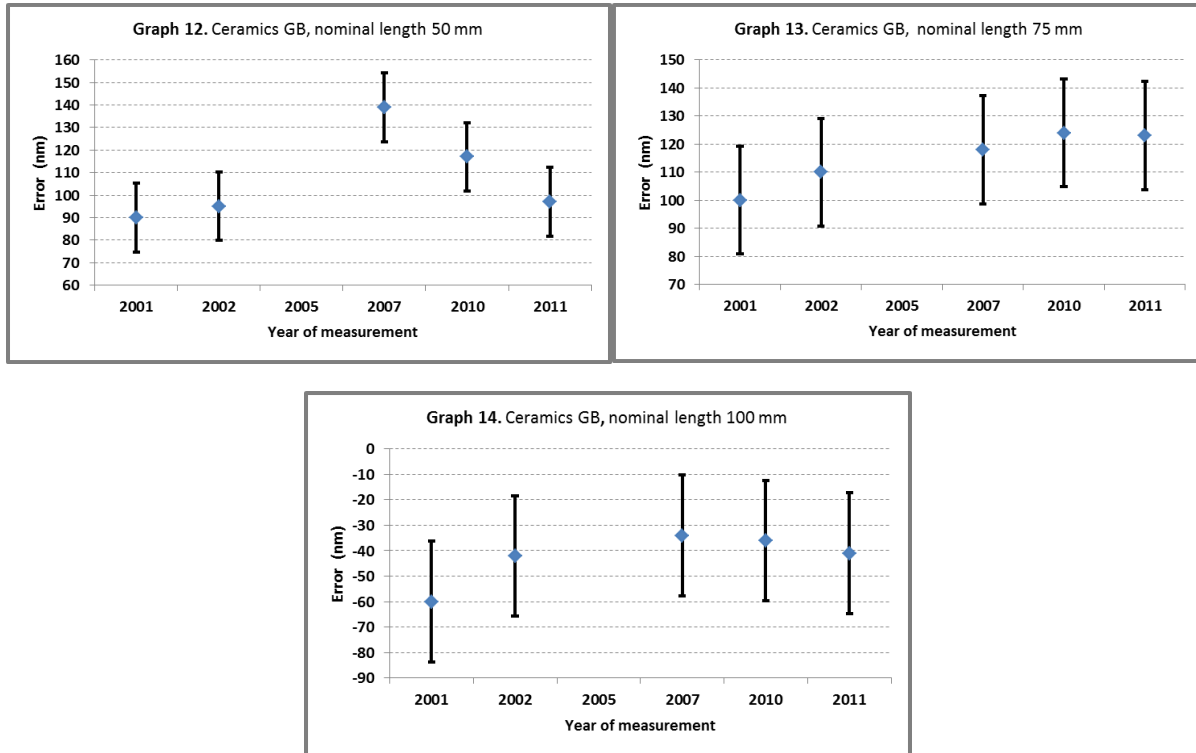 Graph 12. Ceramics GB, nominal length 50 mm
160
150
140
130
120
110
100
90
80
70
60
Error (nm)
2001 2002 2005 2007 2010 2011
Year of measurement
Graph 13. Ceramics GB, nominal length 75 mm
150
140
130
120
110
100
90
80
70
Error (nm)
2001 2002 2005 2007 2010 2011
Year of measurement
Graph 14. Ceramics GB, nominal length 100 mm
0
-10
-20
-30
-40
-50
-60
-70
-80
-90
Error (nm)
2001 2002 2005 2007 2010 2011
Year of measurement